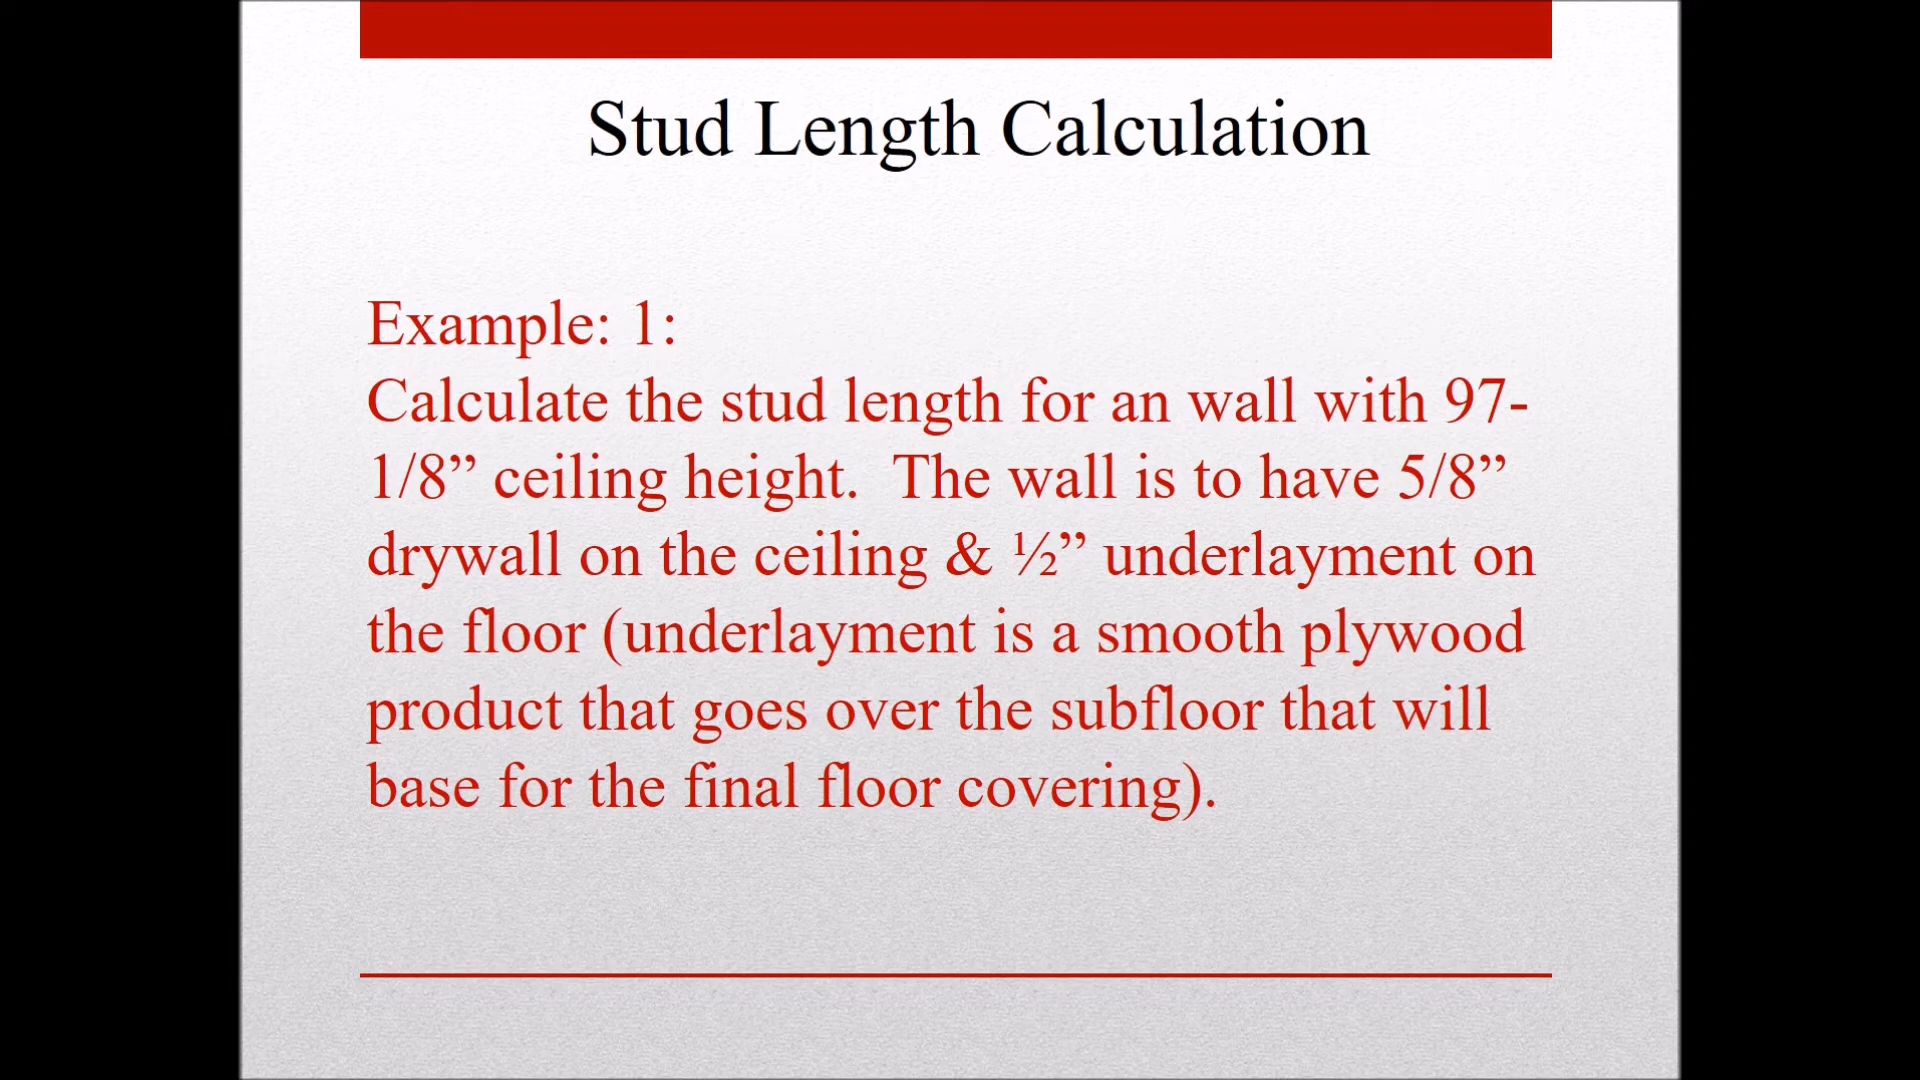 Stud Length Calculation
Example: 1:
Calculate the stud length for an wall with 97-
1/8” ceiling height.  The wall is to have 5/8”
drywall on the ceiling & ½” underlayment on
the floor (underlayment is a smooth plywood
product that goes over the subfloor that will
base for the final floor covering).